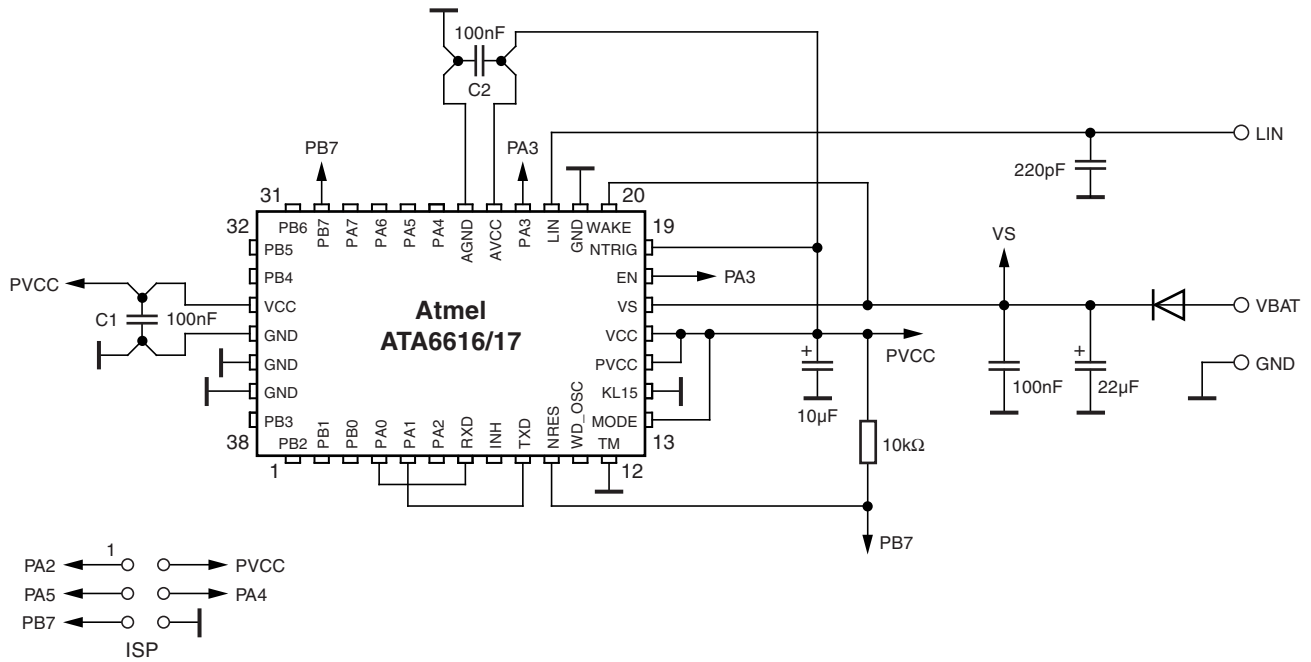 100nF
C2
LIN
220pF
PB7
PA3
31
20
32
19
PB6
PB7
PA7
PA6
PA5
PA4
AGND
AVCC
PA3
LIN
GND
WAKE
PB5
NTRIG
PB4
EN
PA3
VS
PVCC
VCC
VS
VBAT
C1
100nF
Atmel
ATA6616/17
GND
VCC
PVCC
GND
PVCC
+
10µF
100nF
+
22µF
GND
GND
KL15
PB3
MODE
38
13
PB2
PB1
PB0
PA0
PA1
PA2
RXD
INH
TXD
NRES
WD_OSC
TM
1
12
10kΩ
PB7
1
PA2
PVCC
PA5
PA4
PB7
ISP